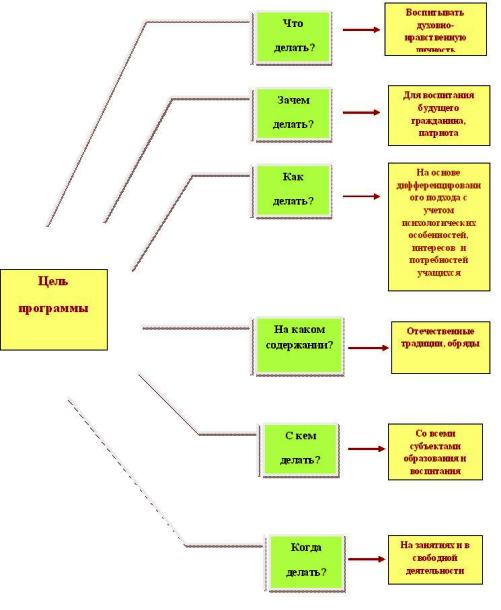 Что
делать?
Воспитывать
духовно-
нравственную
личность
Зачем
делать?
Для воспитания
будущего
гражданина,
патриота
Как
делать?
На основе
дифференцировани
ого подхода с
учетом
психологических
особенностей,
интересов и
потребностей
учащихся
Цель
программы
На каком
содержании?
Отечественные
традиции, обряды
С кем
делать?
Со всеми
субъектами
образования и
воспитания
Когда
делать?
На занятиях и в
свободной
деятельности